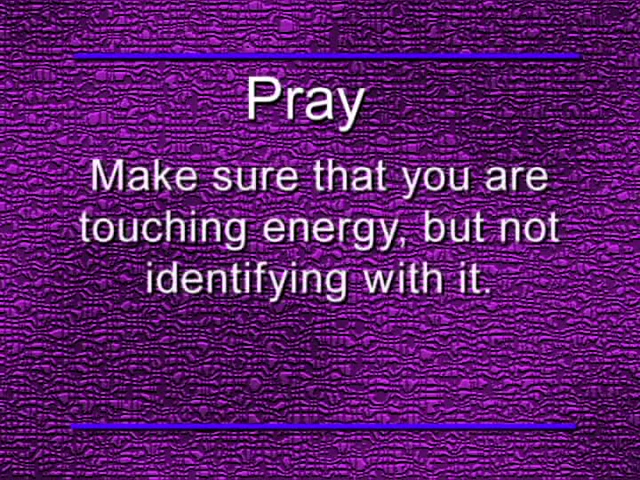 Pray
Make sure that you are
touching energy, but not
identifying with it.